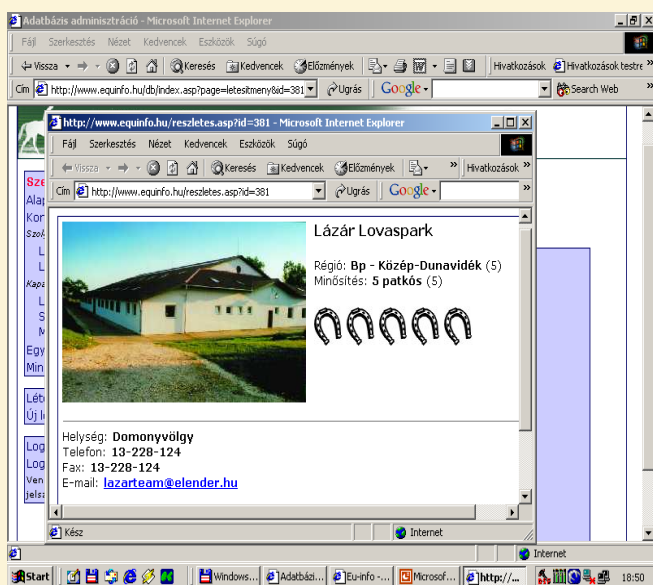 Adatbázis adminisztráció - Microsoft Internet Explorer
Fájl Szerkesztés Nézet Kedvencek Eszközök Súgó
Vissza Keresés Kedvencek Előzmények Hivatkozások Hivatkozások testre
Cím http://www.equinfo.hu/db/index.asp?page=letesitmeny&id=381 Ugrás Google Search Web
http://www.equinfo.hu/reszletes.asp?id=381 - Microsoft Internet Explorer
Fájl Szerkesztés Nézet Kedvencek Eszközök Súgó
Vissza Keresés Kedvencek Előzmények Hivatkozások
Cím http://www.equinfo.hu/reszletes.asp?id=381 Ugrás Google
Lázár Lovaspark
Régió: Bp - Közép-Dunavidék (5)
Minősítés: 5 patkós (5)
Helység: Domonyvölgy
Telefon: 13-228-124
Fax: 13-228-124
E-mail: lazarteam@elender.hu
Kész Internet
Internet
Start Windows... Adatbázi... Eu-info -... Microsof... http://... 18:50